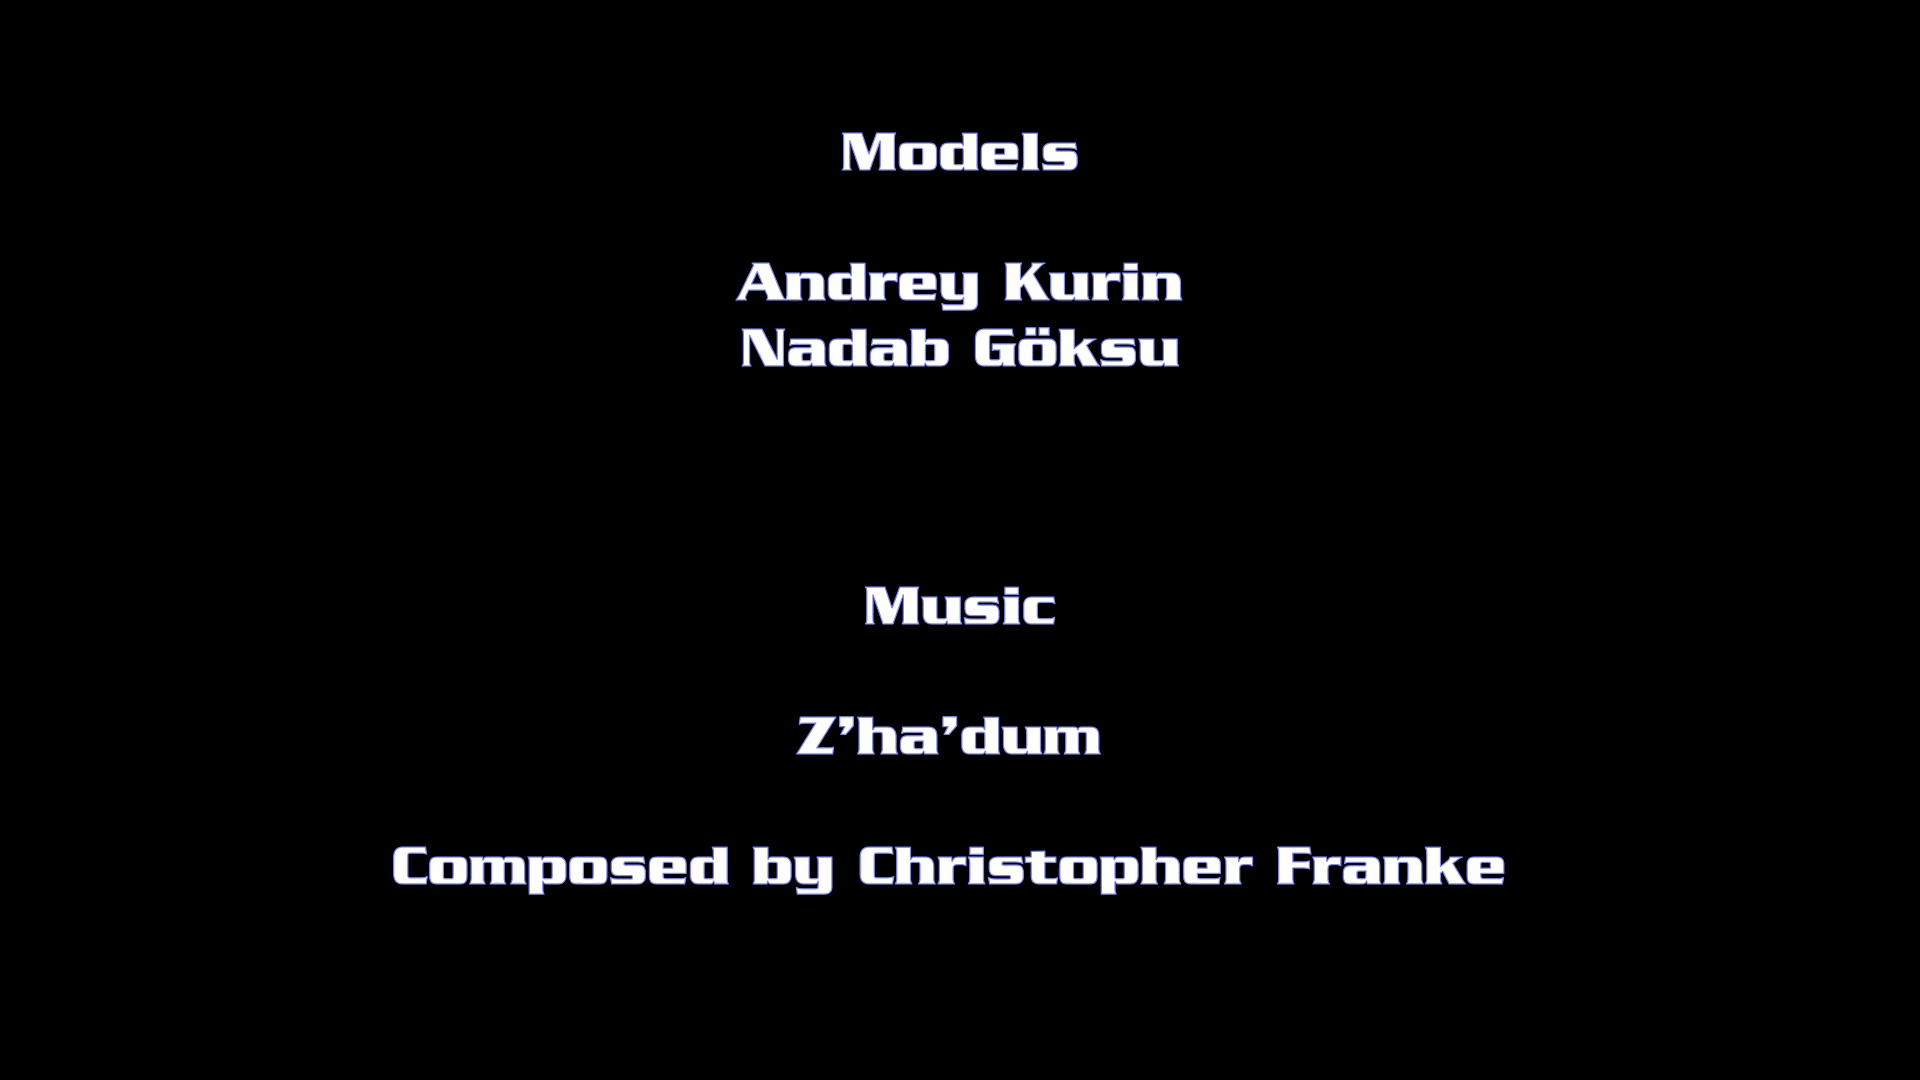 Models
Andrey Kurin
Nadab Göksu
Music
Z’ha’dum
Composed by Christopher Franke